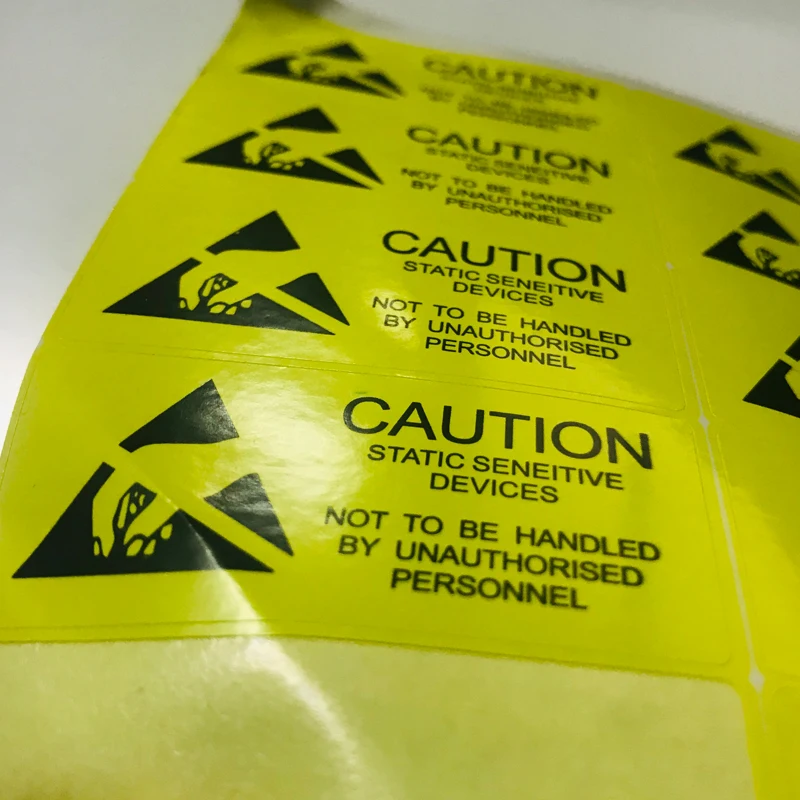 CAUTION
CAUTION
STATIC SENEITIVE
DEVICES
NOT TO BE HANDLED
BY UNAUTHORISED
PERSONNEL
CAUTION
STATIC SENEITIVE
DEVICES
NOT TO BE HANDLED
BY UNAUTHORISED
PERSONNEL
CAUTION
STATIC SENEITIVE
DEVICES
NOT TO BE HANDLED
BY UNAUTHORISED
PERSONNEL